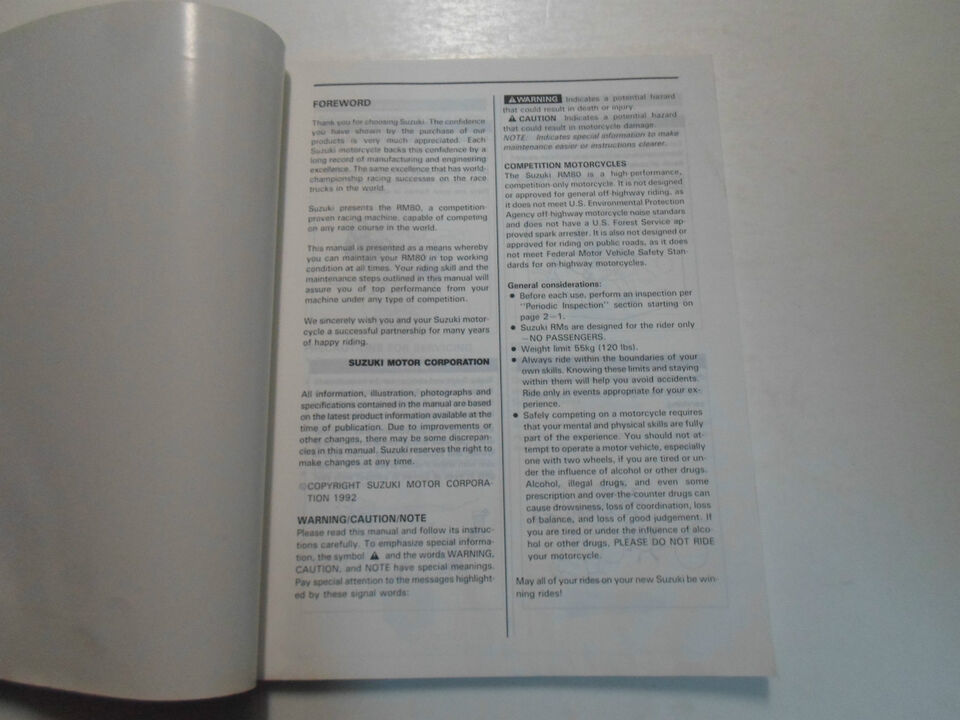 FOREWORD
Thank you for choosing Suzuki. The confidence
you have shown by the purchase of our
products is very much appreciated. Each
Suzuki motorcycle backs this confidence by a
long record of manufacturing and engineering
excellence. The same excellence that has world-
championship racing successes on the race
trucks in the world.
Suzuki presents the RM80, a competition-
proven racing machine, capable of competing
on any race course in the world.
This manual is presented as a means whereby
you can maintain your RM80 in top working
condition at all times. Your riding skill and the
maintenance steps outlined in this manual will
assure you of top performance from your
machine under any type of competition.
We sincerely wish you and your Suzuki motor-
cycle a successful partnership for many years
of happy riding.
SUZUKI MOTOR CORPORATION
All information, illustration, photographs and
specifications contained in the manual are based
on the latest product information available at the
time of publication. Due to improvements or
other changes, there may be some discrepan-
cies in this manual. Suzuki reserves the right to
make changes at any time.
©COPYRIGHT SUZUKI MOTOR CORPORA-
TION 1992
WARNING/CAUTION/NOTE
Please read this manual and follow its instruc-
tions carefully. To emphasize special informa-
tion, the symbol ⚠ and the words WARNING,
CAUTION, and NOTE have special meanings.
Pay special attention to the messages highlight-
ed by these signal words:
⚠WARNING Indicates a potential hazard
that could result in death or injury.
⚠ CAUTION Indicates a potential hazard
that could result in motorcycle damage.
NOTE: Indicates special information to make
maintenance easier or instructions clearer.
COMPETITION MOTORCYCLES
The Suzuki RM80 is a high-performance,
competition-only motorcycle. It is not designed
or approved for general off-highway riding, as
it does not meet U.S. Environmental Protection
Agency off-highway motorcycle noise standars
and does not have a U.S. Forest Service ap-
proved spark arrester. It is also not designed or
approved for riding on public roads, as it does
not meet Federal Motor Vehicle Safety Stan-
dards for on-highway motorcycles.
General considerations:
● Before each use, perform an inspection per
"Periodic Inspection" section starting on
page 2-1.
● Suzuki RMs are designed for the rider only
—NO PASSENGERS.
● Weight limit 55kg (120 lbs).
● Always ride within the boundaries of your
own skills. Knowing these limits and staying
within them will help you avoid accidents.
Ride only in events appropriate for your ex-
perience.
● Safely competing on a motorcycle requires
that your mental and physical skills are fully
part of the experience. You should not at-
tempt to operate a motor vehicle, especially
one with two wheels, if you are tired or un-
der the influence of alcohol or other drugs.
Alcohol, illegal drugs, and even some
prescription and over-the-counter drugs can
cause drowsiness, loss of coordination, loss
of balance, and loss of good judgement. If
you are tired or under the influence of alco-
hol or other drugs, PLEASE DO NOT RIDE
your motorcycle.
May all of your rides on your new Suzuki be win-
ning rides!